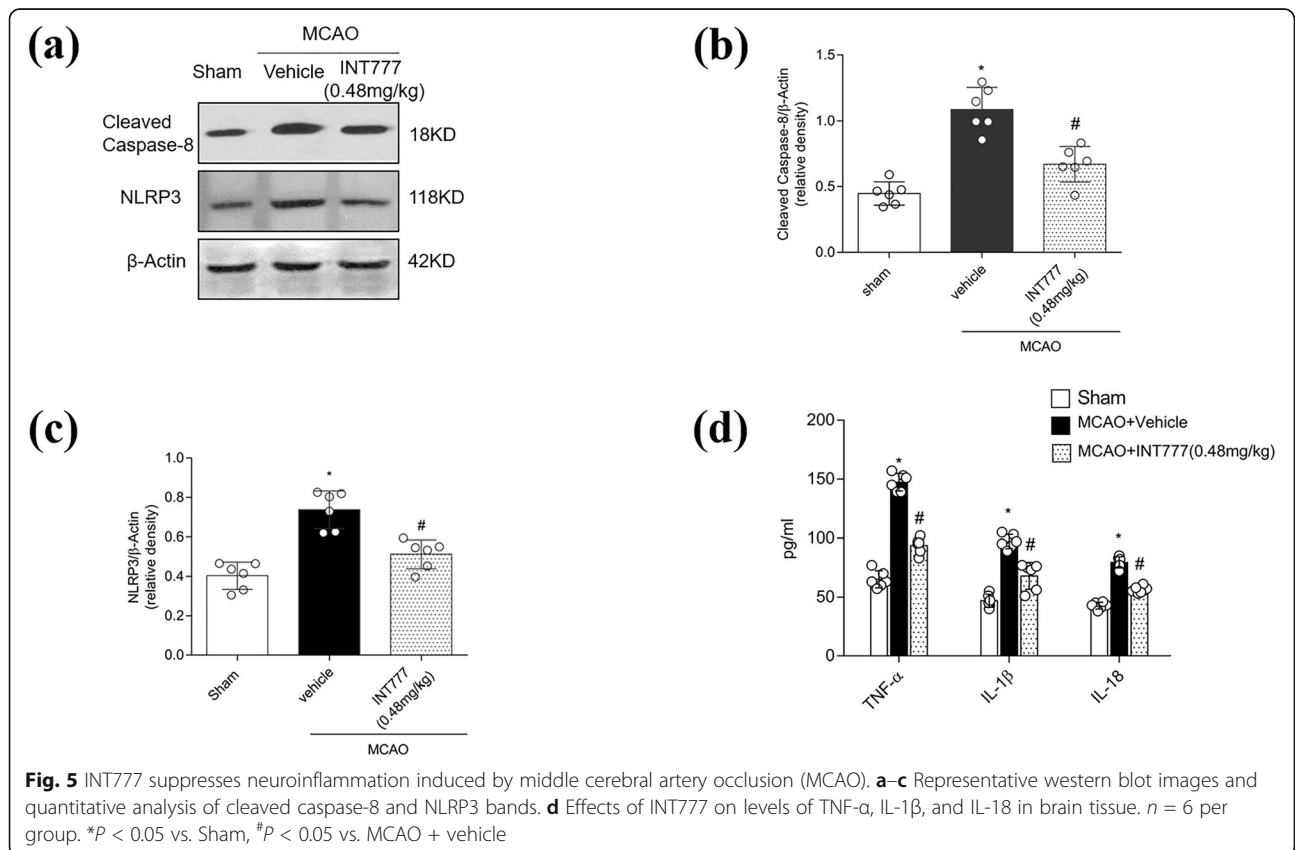 (a)
MCAO
Sham Vehicle INT777
(0.48mg/kg)
Cleaved
Caspase-8
18KD
NLRP3
118KD
β-Actin
42KD
(b)
Cleaved Caspase-8/β-Actin
(relative density)
1.5
1.0
0.5
0.0
*
#
sham
vehicle
INT777
(0.48mg/kg)
MCAO
(c)
NLRP3/β-Actin
(relative density)
1.0
0.8
0.6
0.4
0.2
0.0
*
#
Sham
vehicle
INT777
(0.48mg/kg)
MCAO
(d)
Sham
MCAO+Vehicle
MCAO+INT777(0.48mg/kg)
pg/ml
200
150
100
50
0
*
#
*
#
*
#
TNF-α
IL-1β
IL-18
Fig. 5 INT777 suppresses neuroinflammation induced by middle cerebral artery occlusion (MCAO). a–c Representative western blot images and
quantitative analysis of cleaved caspase-8 and NLRP3 bands. d Effects of INT777 on levels of TNF-α, IL-1β, and IL-18 in brain tissue. n = 6 per
group. *P < 0.05 vs. Sham, #P < 0.05 vs. MCAO + vehicle